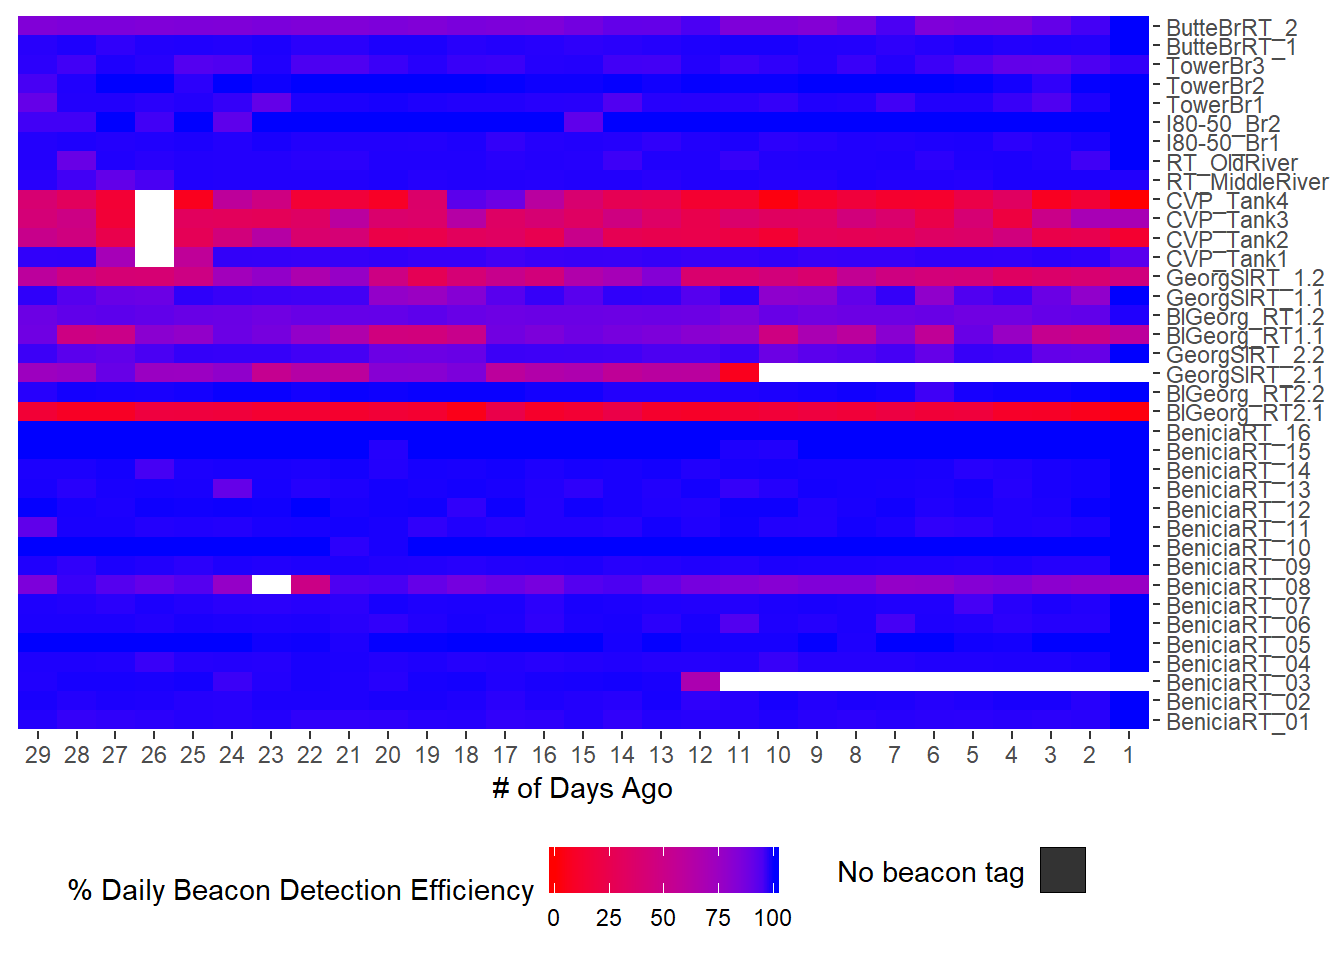 ButteBrRT_2
ButteBrRT_1
TowerBr3
TowerBr2
TowerBr1
I80-50_Br2
I80-50_Br1
RT_OldRiver
RT_MiddleRiver
CVP_Tank4
CVP_Tank3
CVP_Tank2
CVP_Tank1
GeorgSlRT_1.2
GeorgSlRT_1.1
BlGeorg_RT1.2
BlGeorg_RT1.1
GeorgSlRT_2.2
GeorgSlRT_2.1
BlGeorg_RT2.2
BlGeorg_RT2.1
BeniciaRT_16
BeniciaRT_15
BeniciaRT_14
BeniciaRT_13
BeniciaRT_12
BeniciaRT_11
BeniciaRT_10
BeniciaRT_09
BeniciaRT_08
BeniciaRT_07
BeniciaRT_06
BeniciaRT_05
BeniciaRT_04
BeniciaRT_03
BeniciaRT_02
BeniciaRT_01
29 28 27 26 25 24 23 22 21 20 19 18 17 16 15 14 13 12 11 10 9 8 7 6 5 4 3 2 1
# of Days Ago
% Daily Beacon Detection Efficiency
0 25 50 75 100
No beacon tag